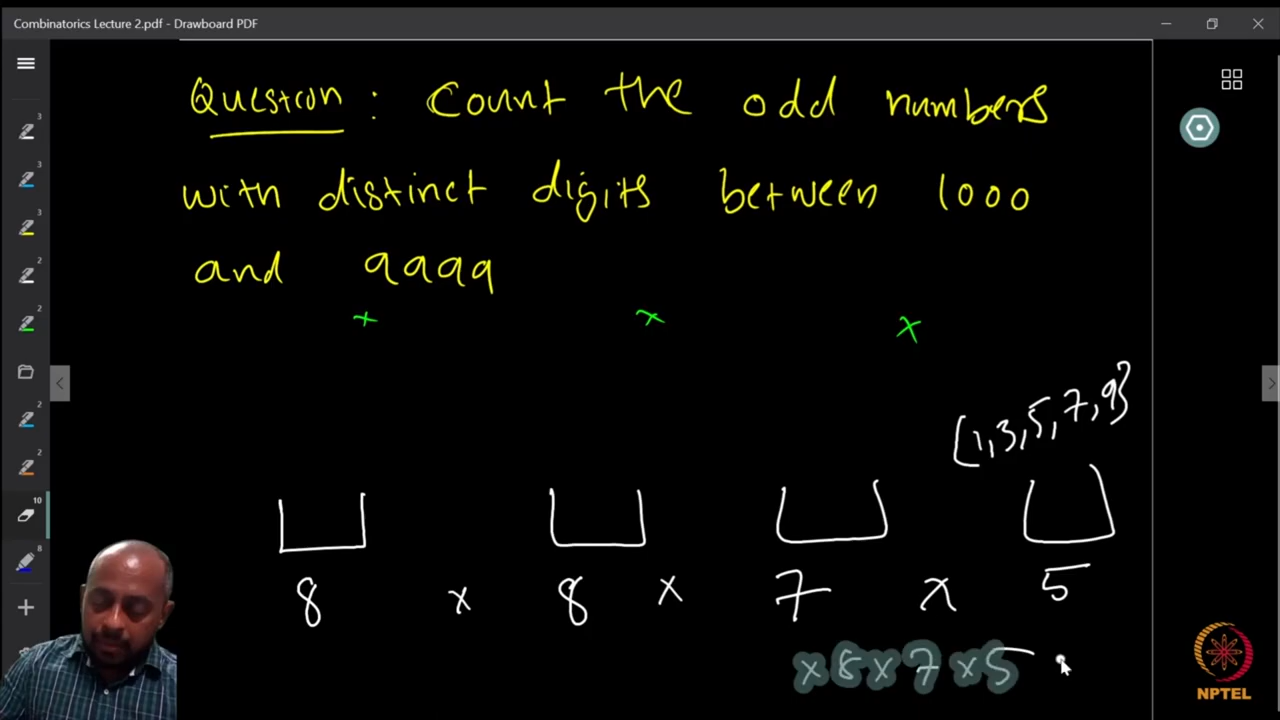 Combinatorics Lecture 2.pdf - Drawboard PDF
Question : Count the odd numbers
with distinct digits between 1000
and 9999
x x x
{1,3,5,7,9}
8 x 8 x 7 x 5
x 8 x 7 x 5
NPTEL